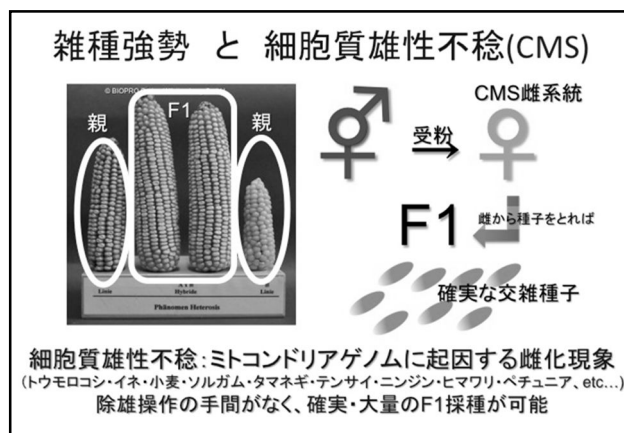 雑種強勢 と 細胞質雄性不稔(CMS)
© BIOPRO
親
F1
親
Linie
Hybride
Linie
Phänomen Heterosis
CMS雌系統
受粉
F1
雌から種子をとれば
確実な交雑種子
細胞質雄性不稔:ミトコンドリアゲノムに起因する雌化現象
(トウモロコシ・イネ・小麦・ソルガム・タマネギ・テンサイ・ニンジン・ヒマワリ・ペチュニア、etc…)
除雄操作の手間がなく、確実・大量のF1採種が可能